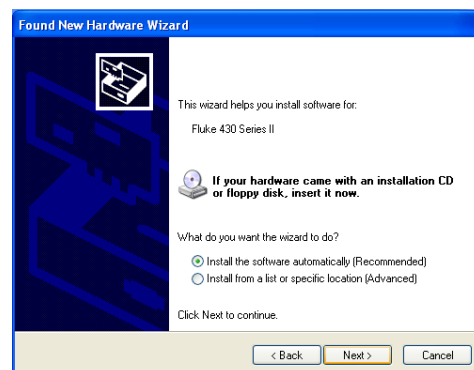 Found New Hardware Wizard
This wizard helps you install software for:
Fluke 430 Series II
If your hardware came with an installation CD
or floppy disk, insert it now.
What do you want the wizard to do?
Install the software automatically (Recommended)
Install from a list or specific location (Advanced)
Click Next to continue.
< Back Next > Cancel